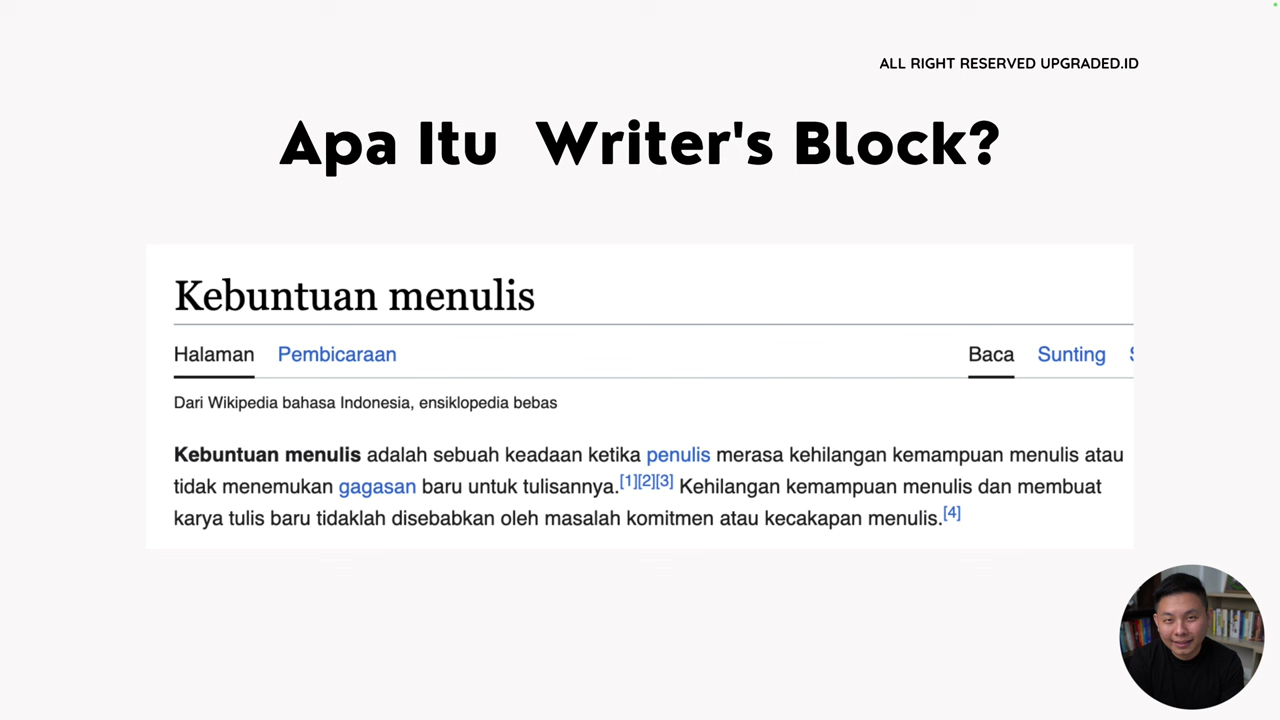 ALL RIGHT RESERVED UPGRADED.ID
Apa Itu Writer's Block?
Kebuntuan menulis
Halaman Pembicaraan Baca Sunting
Dari Wikipedia bahasa Indonesia, ensiklopedia bebas
Kebuntuan menulis adalah sebuah keadaan ketika penulis merasa kehilangan kemampuan menulis atau
tidak menemukan gagasan baru untuk tulisannya.[1][2][3] Kehilangan kemampuan menulis dan membuat
karya tulis baru tidaklah disebabkan oleh masalah komitmen atau kecakapan menulis.[4]